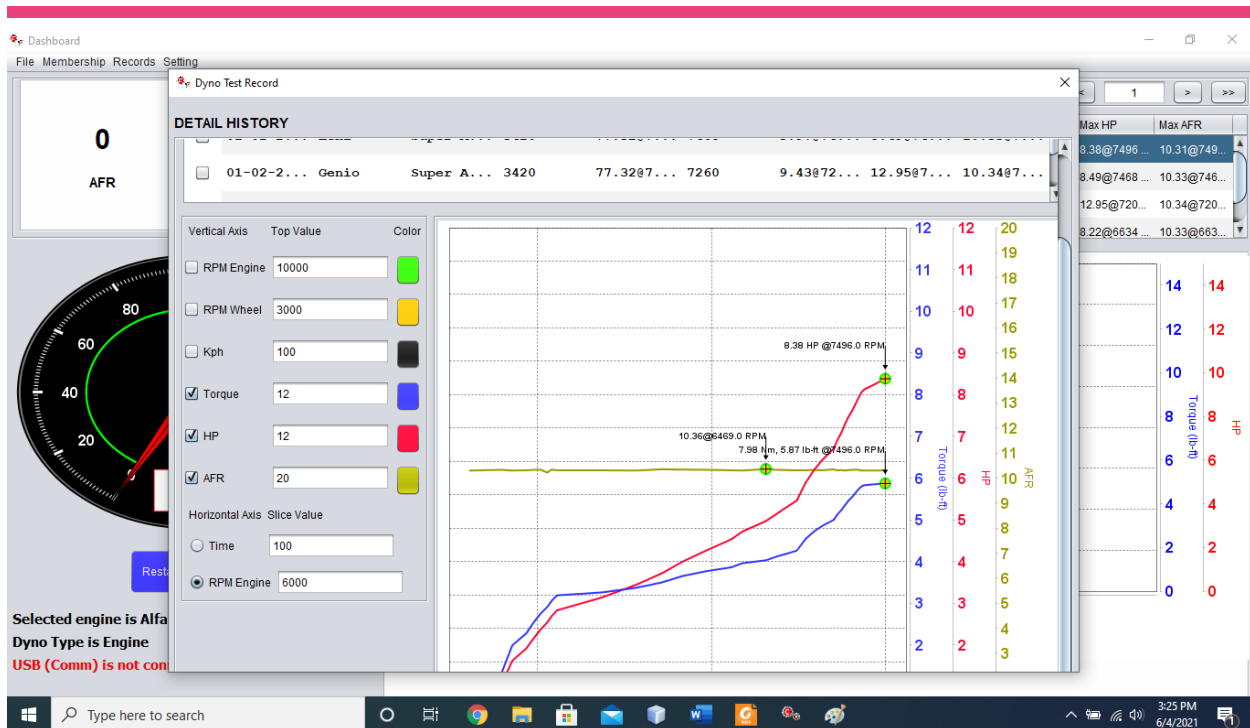 Dashboard
File Membership Records Setting
Dyno Test Record
DETAIL HISTORY
01-02-2... Genio Super A... 3420 77.32@7... 7260 9.43@72... 12.95@7... 10.34@7...
0
AFR
1 > >>
Max HP Max AFR
8.38@7496 ... 10.31@749...
8.49@7468 ... 10.33@746...
12.95@720... 10.34@720...
8.22@6634 ... 10.33@663...
Vertical Axis Top Value Color
RPM Engine 10000
RPM Wheel 3000
Kph 100
Torque 12
HP 12
AFR 20
Horizontal Axis Slice Value
Time 100
RPM Engine 6000
8.38 HP @7496.0 RPM
10.36@6469.0 RPM
7.98 Nm, 5.87 lb-ft @7496.0 RPM
12
11
10
9
8
7
6
5
4
3
2
Torque (lb-ft)
12
11
10
9
8
7
6
5
4
3
2
HP
20
19
18
17
16
15
14
13
12
11
10
9
8
7
6
5
4
3
AFR
14
12
10
8
6
4
2
0
Torque (lb-ft)
14
12
10
8
6
4
2
0
HP
80
60
40
20
Selected engine is Alfa
Dyno Type is Engine
USB (Comm) is not
Type here to search
3:25 PM
6/4/2021